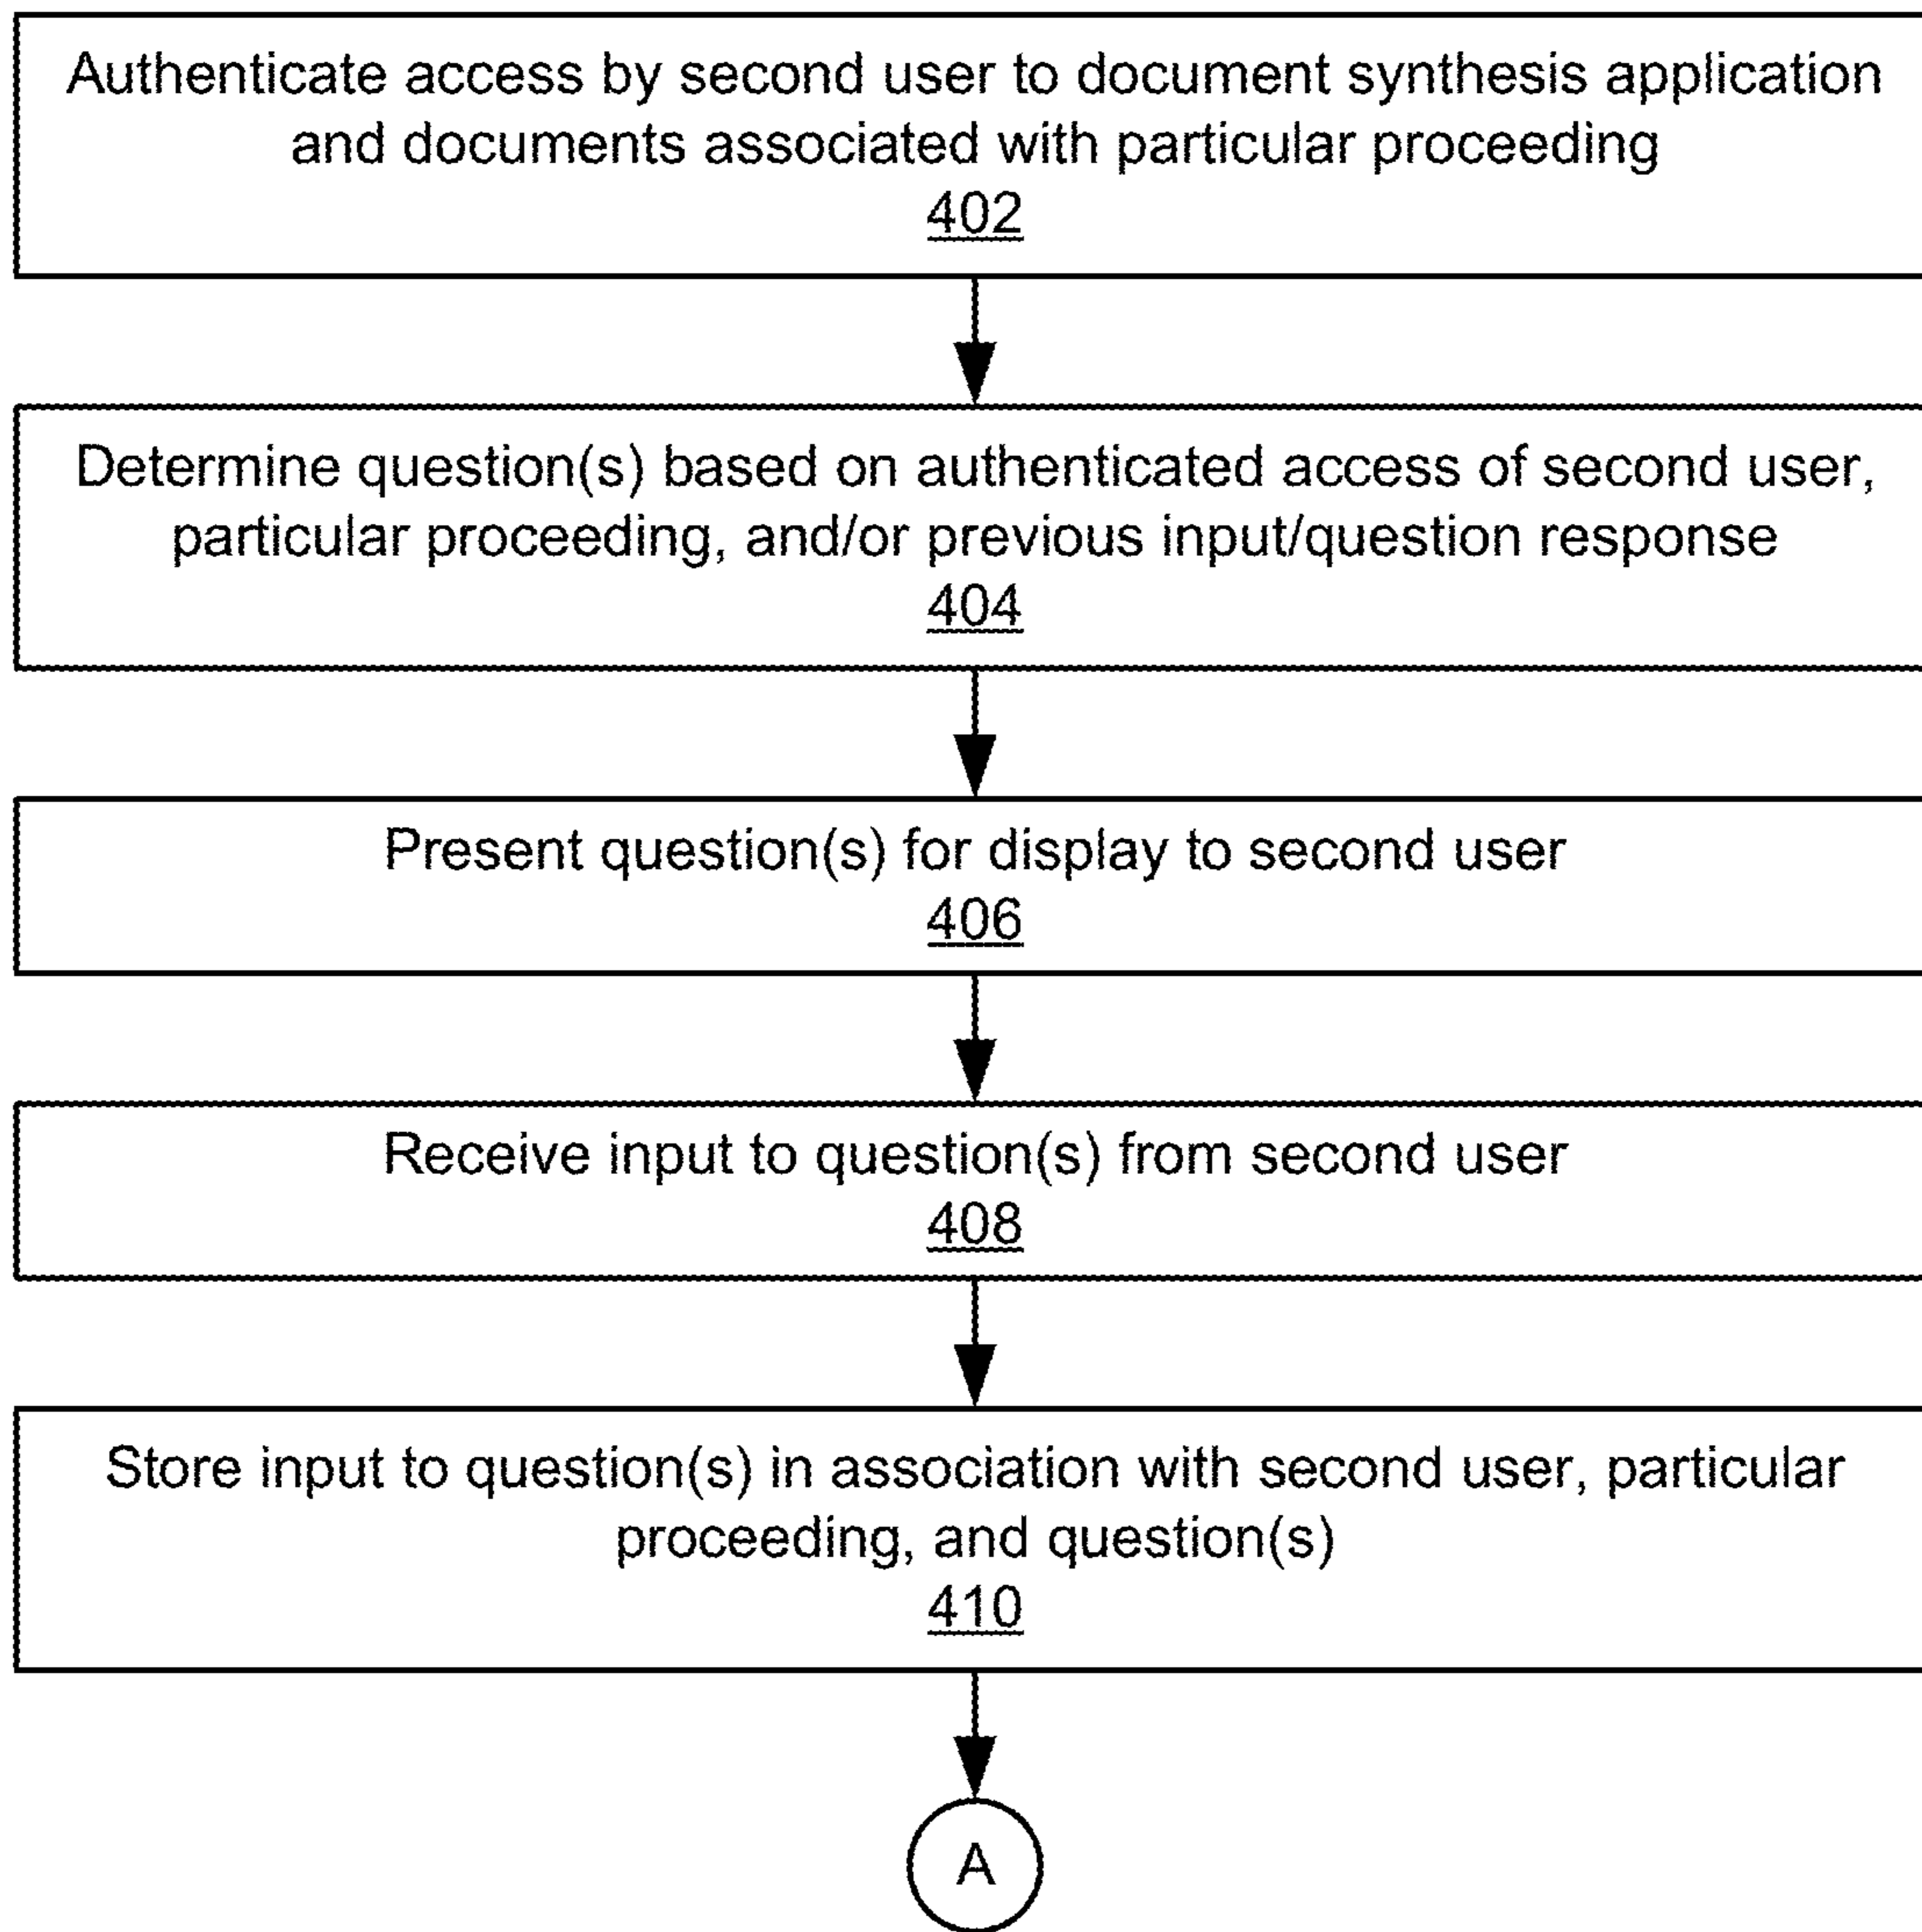 Authenticate access by second user to document synthesis application
and documents associated with particular proceeding
402
Determine question(s) based on authenticated access of second user,
particular proceeding, and/or previous input/question response
404
Present question(s) for display to second user
406
Receive input to question(s) from second user
408
Store input to question(s) in association with second user, particular
proceeding, and question(s)
410
A